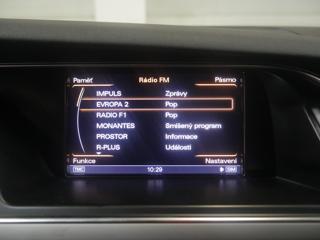 Paměť Rádio FM Pásmo
IMPULS Zprávy
EVROPA 2 Pop
RADIO F1 Pop
MONANTES Smíšený program
PROSTOR Informace
R-PLUS Události
Funkce Nastavení
TMC 10:29 SIM